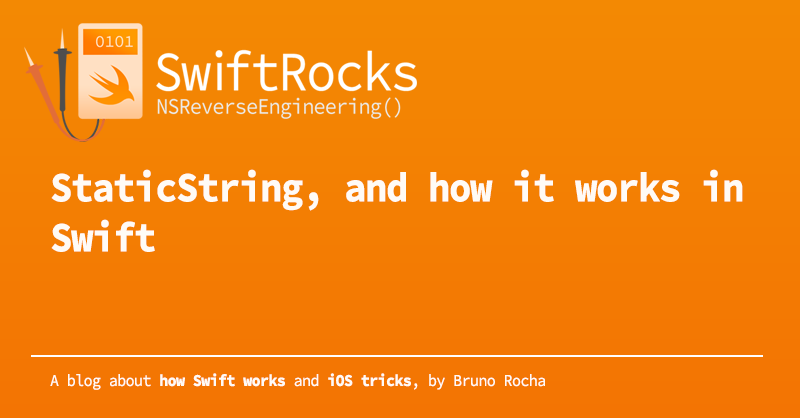 0101
SwiftRocks
NSReverseEngineering()
StaticString, and how it works in
Swift
A blog about how Swift works and iOS tricks, by Bruno Rocha